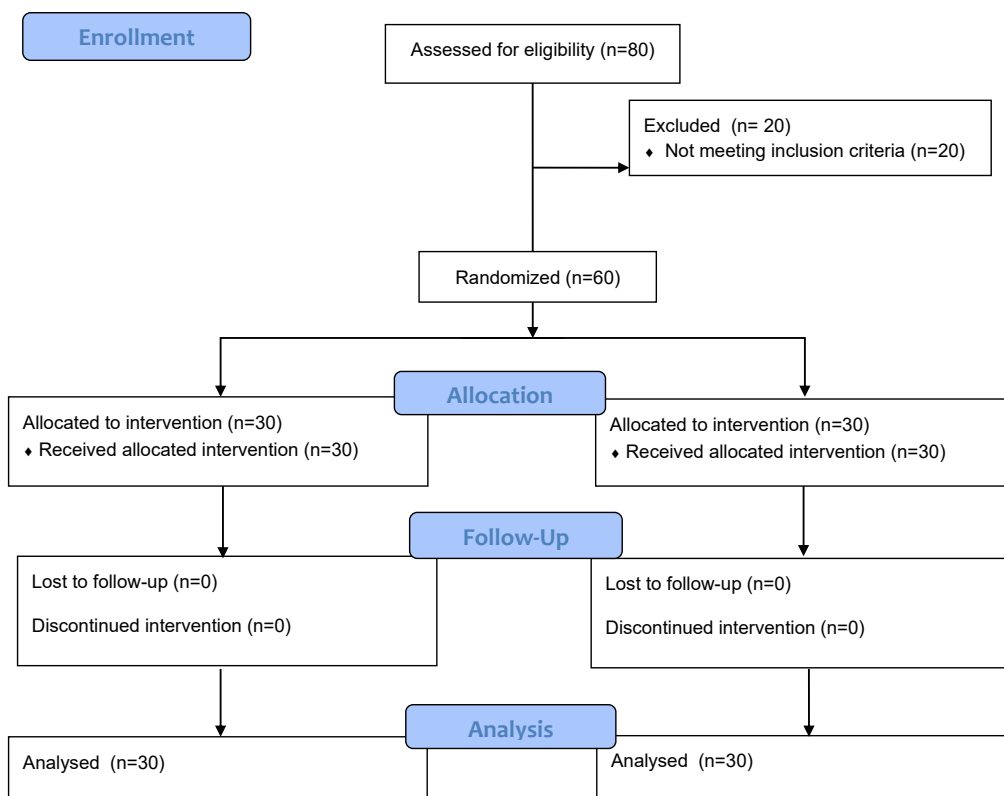 Enrollment
Assessed for eligibility (n=80)
Excluded (n= 20)
♦ Not meeting inclusion criteria (n=20)
Randomized (n=60)
Allocation
Allocated to intervention (n=30)
♦ Received allocated intervention (n=30)
Allocated to intervention (n=30)
♦ Received allocated intervention (n=30)
Follow-Up
Lost to follow-up (n=0)
Discontinued intervention (n=0)
Lost to follow-up (n=0)
Discontinued intervention (n=0)
Analysis
Analysed (n=30)
Analysed (n=30)